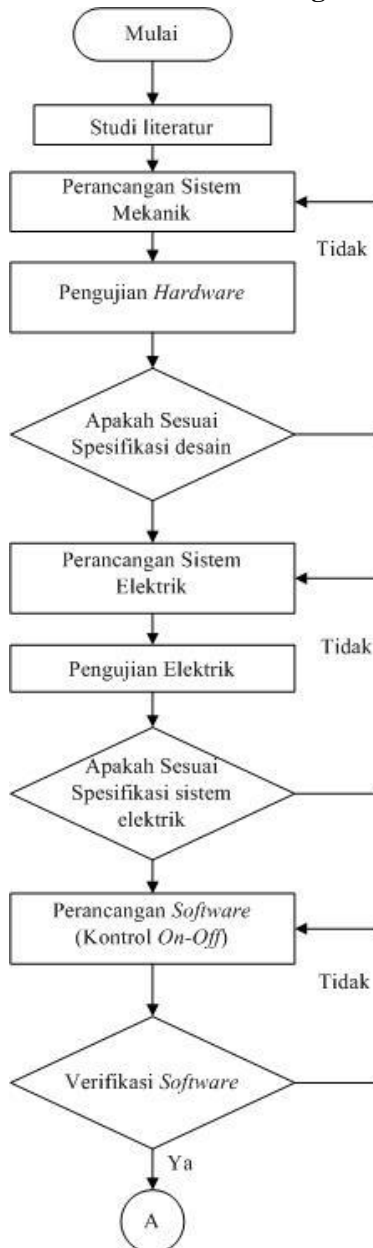 Mulai
Studi literatur
Perancangan Sistem
Mekanik
Tidak
Pengujian Hardware
Apakah Sesuai
Spesifikasi desain
Perancangan Sistem
Elektrik
Tidak
Pengujian Elektrik
Apakah Sesuai
Spesifikasi sistem
elektrik
Perancangan Software
(Kontrol On-Off)
Tidak
Verifikasi Software
Ya
A